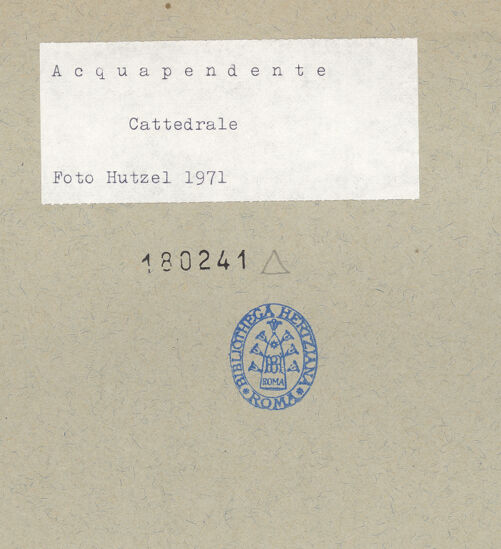 Acquapendente
Cattedrale
Foto Hutzel 1971
180241
BIBLIOTHECA HERTZIANA
ROMA
ROMA